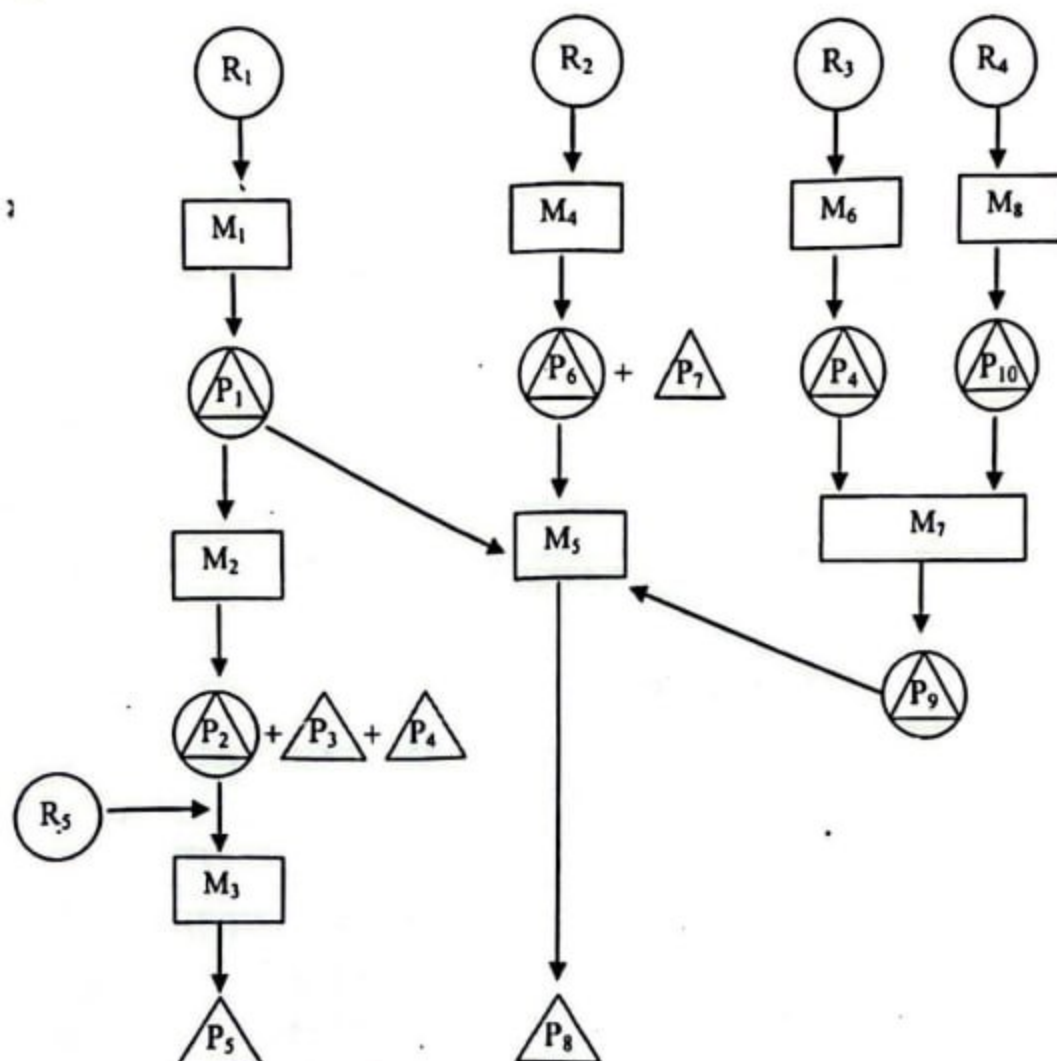 R₁ R₂ R₃ R₄
M₁ M₄ M₆ M₈
P₁ P₆ + P₇ P₄ P₁₀
M₂ M₅ M₇
P₂ + P₃ + P₄ P₉
R₅
M₃
P₅ P₈